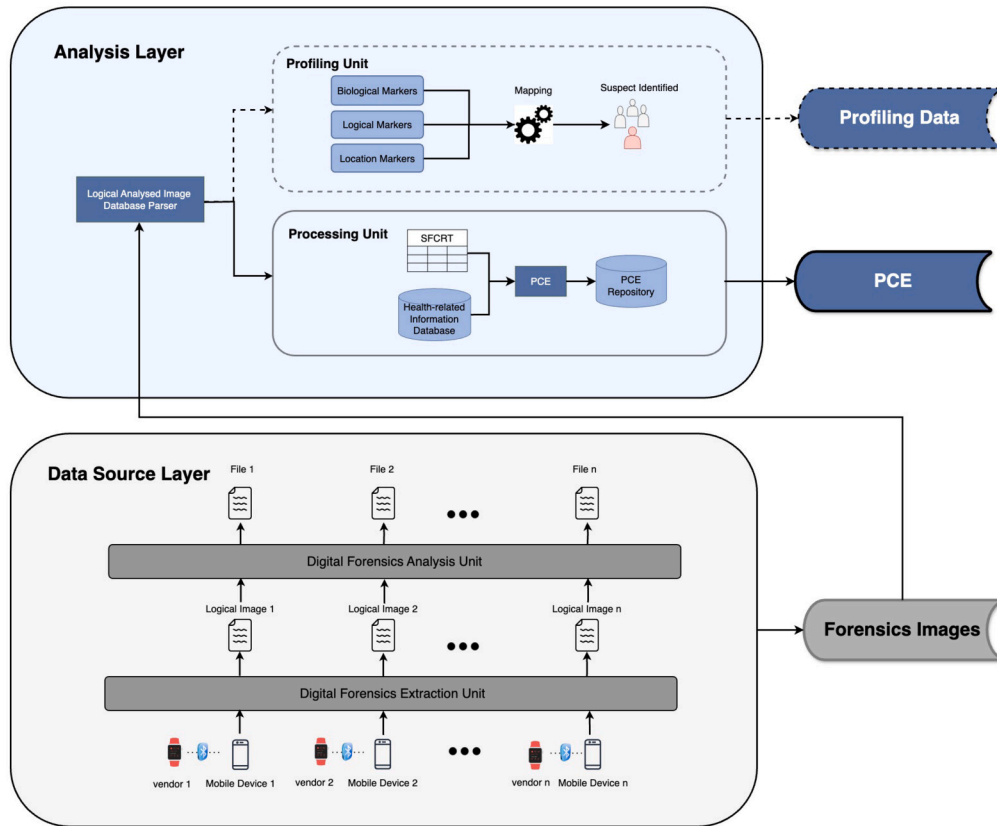 Analysis Layer
Profiling Unit
Biological Markers
Logical Markers
Location Markers
Mapping
Suspect Identified
Profiling Data
Logical Analysed Image
Database Parser
Processing Unit
SFCRT
Health-related
Information
Database
PCE
PCE
Repository
PCE
Data Source Layer
File 1
File 2
File n
Digital Forensics Analysis Unit
Logical Image 1
Logical Image 2
Logical Image n
Digital Forensics Extraction Unit
vendor 1
Mobile Device 1
vendor 2
Mobile Device 2
vendor n
Mobile Device n
Forensics Images